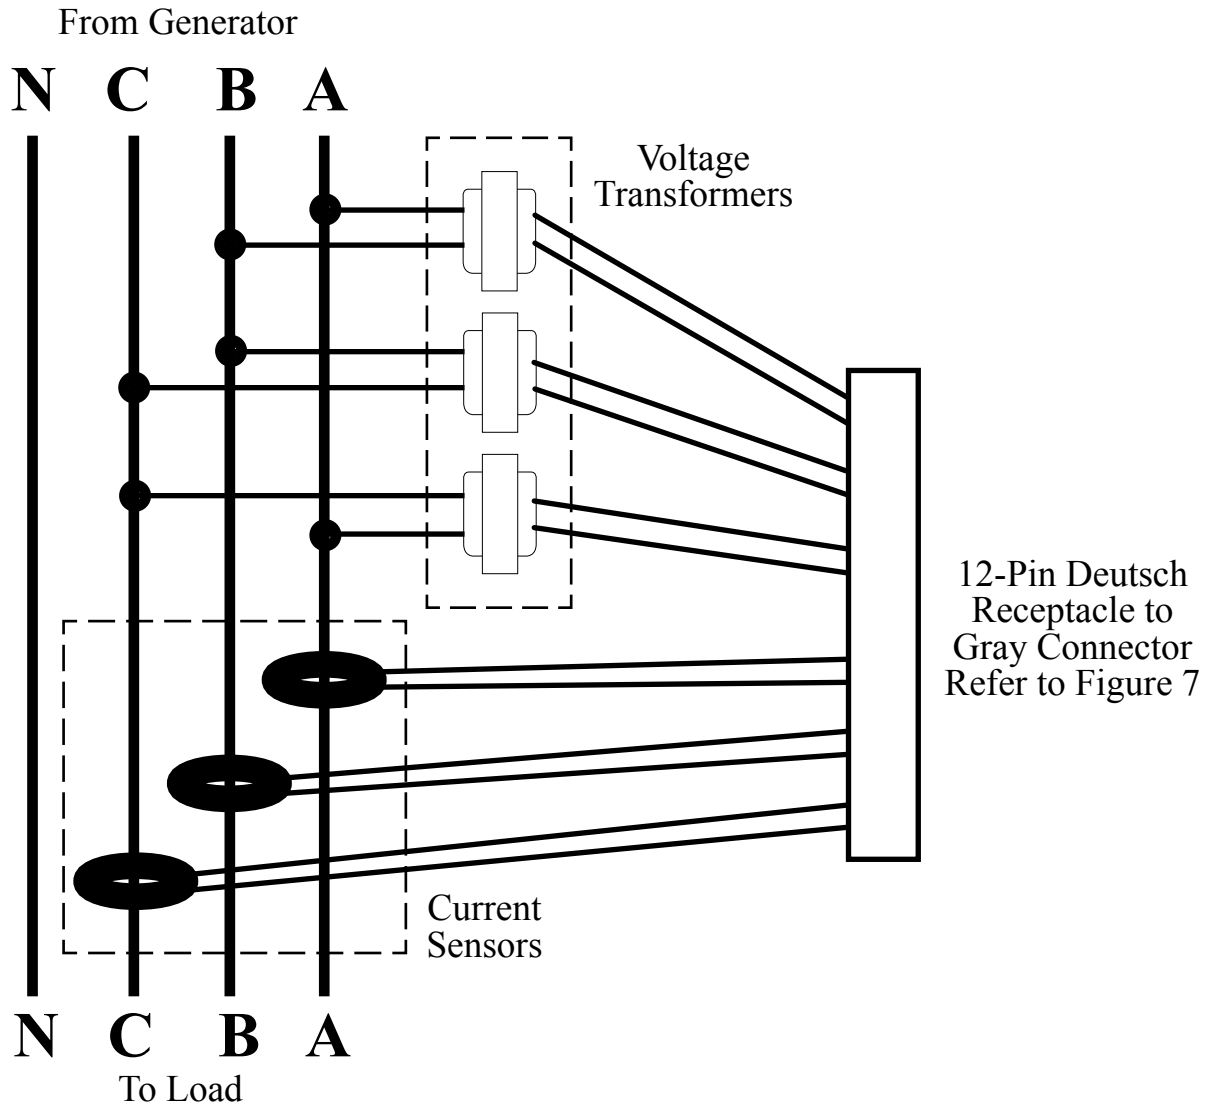 From Generator
N C B A
Voltage
Transformers
12-Pin Deutsch
Receptacle to
Gray Connector
Refer to Figure 7
Current
Sensors
N C B A
To Load